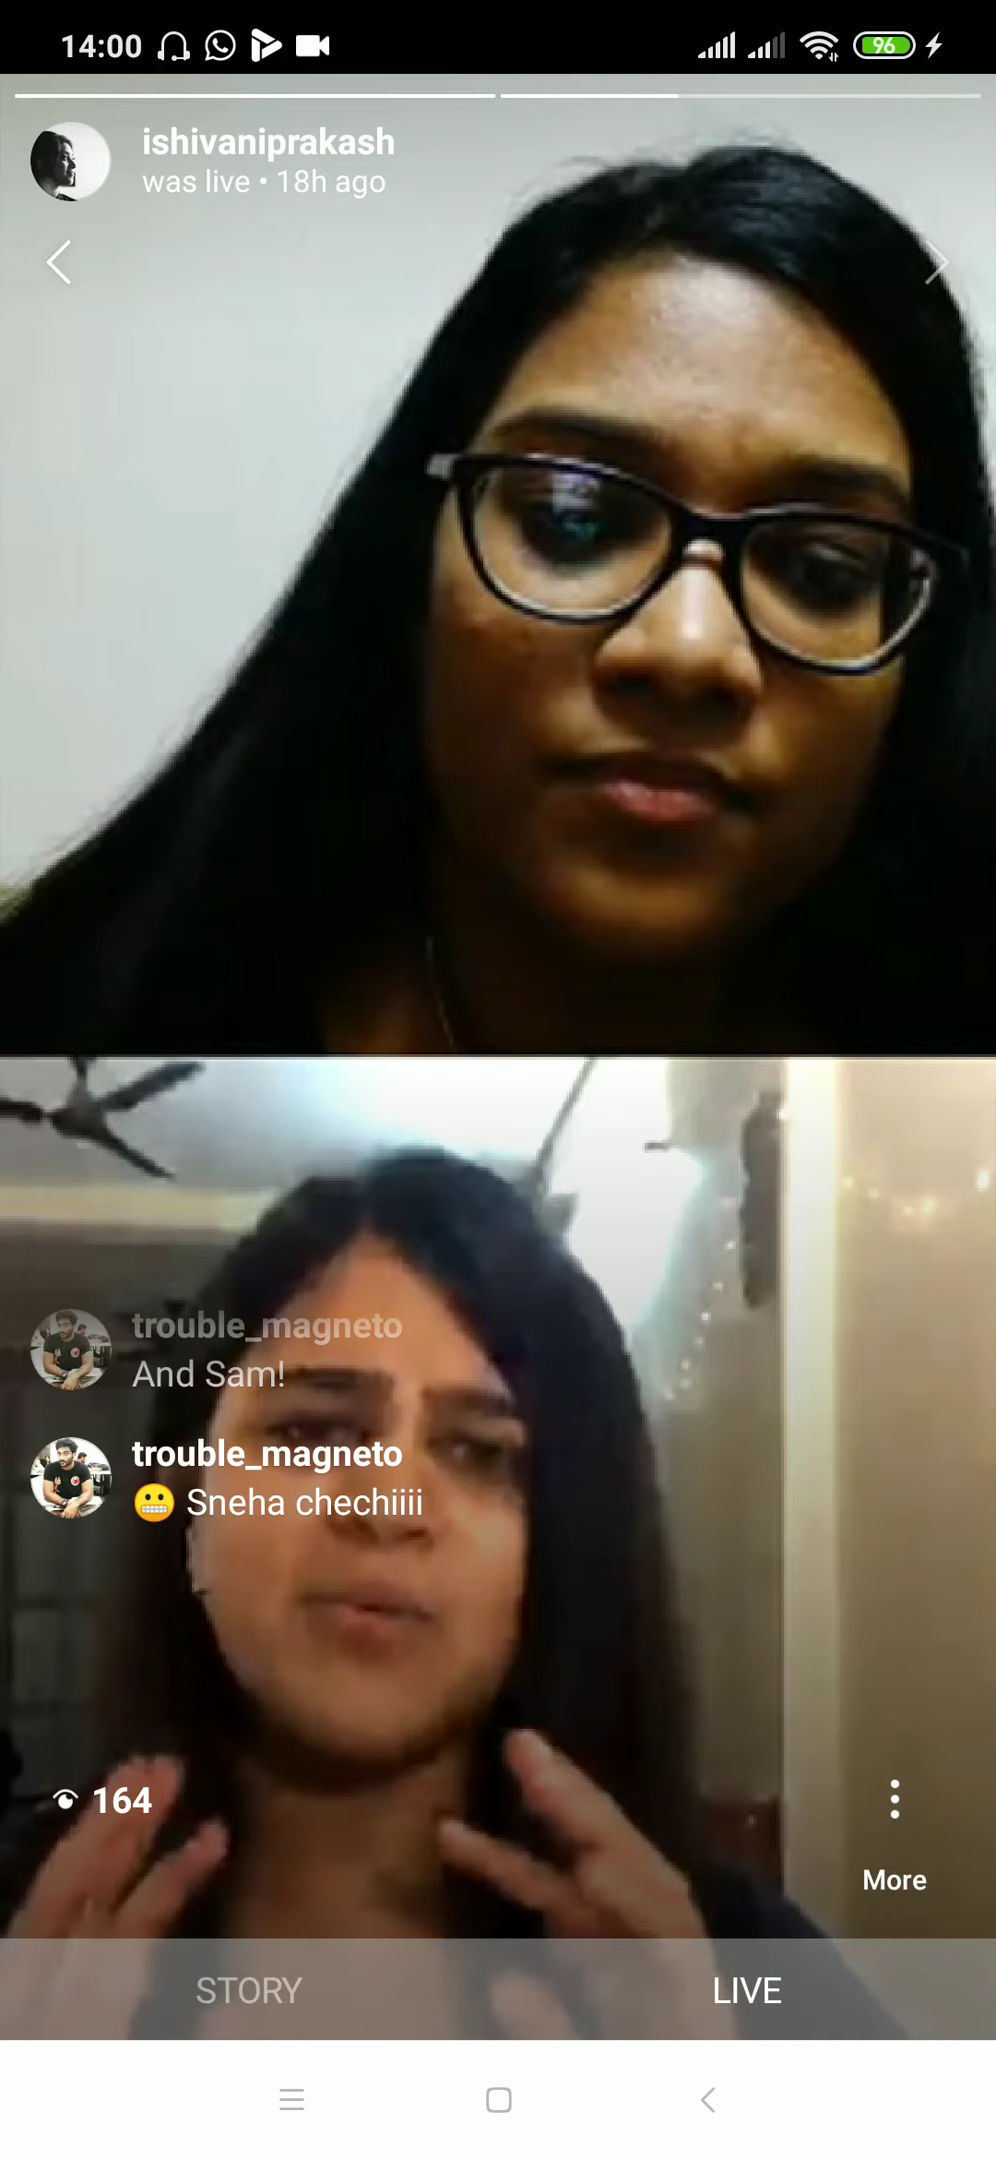 14:00
96
ishivaniprakash
was live • 18h ago
trouble_magneto
And Sam!
trouble_magneto
😬 Sneha chechiiii
164
More
STORY
LIVE